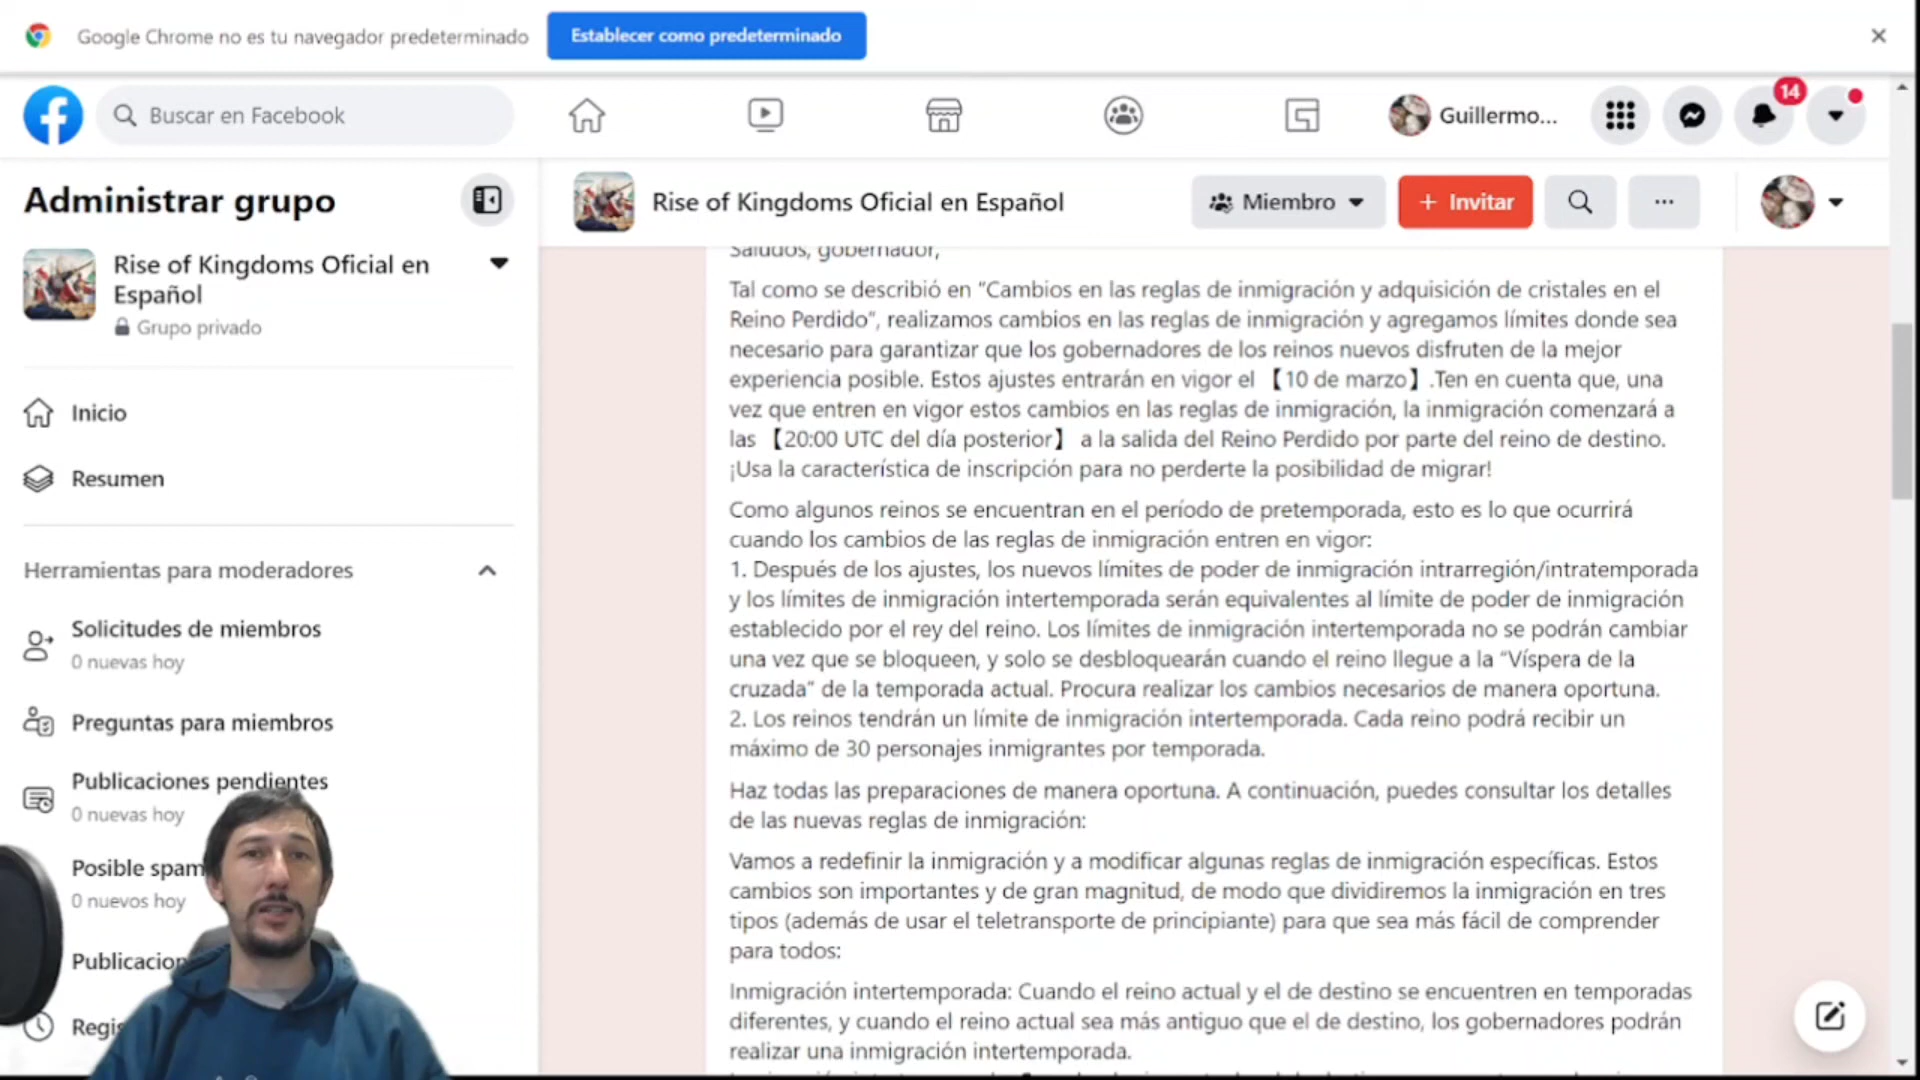 Google Chrome no es tu navegador predeterminado
Establecer como predeterminado
Buscar en Facebook
Guillermo...
14
Administrar grupo
Rise of Kingdoms Oficial en
Español
Grupo privado
Inicio
Resumen
Herramientas para moderadores
Solicitudes de miembros
0 nuevas hoy
Preguntas para miembros
Publicaciones pendientes
0 nuevas hoy
Posible spam
0 nuevos hoy
Publicacion
Regis
Rise of Kingdoms Oficial en Español
Miembro
+ Invitar
Saludos, gobernador,
Tal como se describió en "Cambios en las reglas de inmigración y adquisición de cristales en el
Reino Perdido", realizamos cambios en las reglas de inmigración y agregamos límites donde sea
necesario para garantizar que los gobernadores de los reinos nuevos disfruten de la mejor
experiencia posible. Estos ajustes entrarán en vigor el 【10 de marzo】.Ten en cuenta que, una
vez que entren en vigor estos cambios en las reglas de inmigración, la inmigración comenzará a
las 【20:00 UTC del día posterior】 a la salida del Reino Perdido por parte del reino de destino.
¡Usa la característica de inscripción para no perderte la posibilidad de migrar!
Como algunos reinos se encuentran en el período de pretemporada, esto es lo que ocurrirá
cuando los cambios de las reglas de inmigración entren en vigor:
1. Después de los ajustes, los nuevos límites de poder de inmigración intrarregión/intratemporada
y los límites de inmigración intertemporada serán equivalentes al límite de poder de inmigración
establecido por el rey del reino. Los límites de inmigración intertemporada no se podrán cambiar
una vez que se bloqueen, y solo se desbloquearán cuando el reino llegue a la "Víspera de la
cruzada" de la temporada actual. Procura realizar los cambios necesarios de manera oportuna.
2. Los reinos tendrán un límite de inmigración intertemporada. Cada reino podrá recibir un
máximo de 30 personajes inmigrantes por temporada.
Haz todas las preparaciones de manera oportuna. A continuación, puedes consultar los detalles
de las nuevas reglas de inmigración:
Vamos a redefinir la inmigración y a modificar algunas reglas de inmigración específicas. Estos
cambios son importantes y de gran magnitud, de modo que dividiremos la inmigración en tres
tipos (además de usar el teletransporte de principiante) para que sea más fácil de comprender
para todos:
Inmigración intertemporada: Cuando el reino actual y el de destino se encuentren en temporadas
diferentes, y cuando el reino actual sea más antiguo que el de destino, los gobernadores podrán
realizar una inmigración intertemporada.